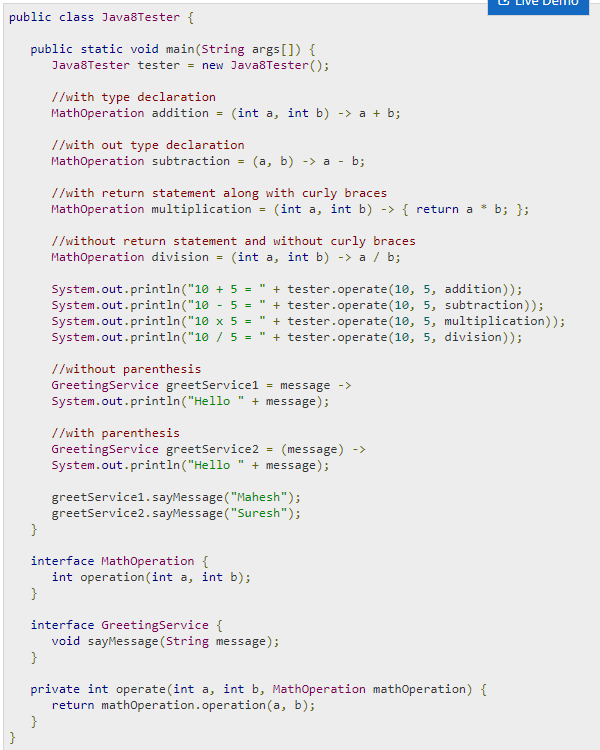 Live Demo
public class Java8Tester {
public static void main(String args[]) {
Java8Tester tester = new Java8Tester();
//with type declaration
MathOperation addition = (int a, int b) -> a + b;
//with out type declaration
MathOperation subtraction = (a, b) -> a - b;
//with return statement along with curly braces
MathOperation multiplication = (int a, int b) -> { return a * b; };
//without return statement and without curly braces
MathOperation division = (int a, int b) -> a / b;
System.out.println("10 + 5 = " + tester.operate(10, 5, addition));
System.out.println("10 - 5 = " + tester.operate(10, 5, subtraction));
System.out.println("10 x 5 = " + tester.operate(10, 5, multiplication));
System.out.println("10 / 5 = " + tester.operate(10, 5, division));
//without parenthesis
GreetingService greetService1 = message ->
System.out.println("Hello " + message);
//with parenthesis
GreetingService greetService2 = (message) ->
System.out.println("Hello " + message);
greetService1.sayMessage("Mahesh");
greetService2.sayMessage("Suresh");
}
interface MathOperation {
int operation(int a, int b);
}
interface GreetingService {
void sayMessage(String message);
}
private int operate(int a, int b, MathOperation mathOperation) {
return mathOperation.operation(a, b);
}
}